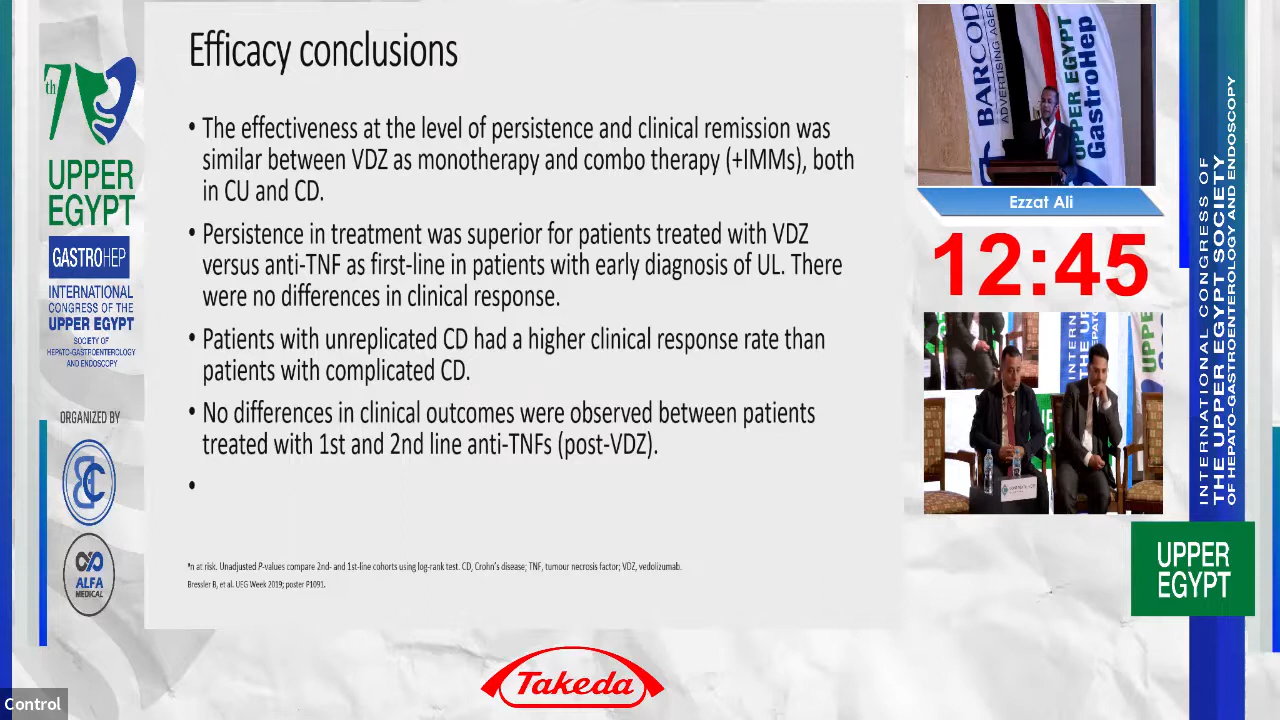 7th
UPPER
EGYPT
GASTROHEP
INTERNATIONAL
CONGRESS OF THE
UPPER EGYPT
SOCIETY OF
HEPATO-GASTROENTEROLOGY
AND ENDOSCOPY
ORGANIZED BY
ALFA
MEDICAL
Efficacy conclusions
• The effectiveness at the level of persistence and clinical remission was
similar between VDZ as monotherapy and combo therapy (+IMMs), both
in CU and CD.
• Persistence in treatment was superior for patients treated with VDZ
versus anti-TNF as first-line in patients with early diagnosis of UL. There
were no differences in clinical response.
• Patients with unreplicated CD had a higher clinical response rate than
patients with complicated CD.
• No differences in clinical outcomes were observed between patients
treated with 1st and 2nd line anti-TNFs (post-VDZ).
•
*n at risk. Unadjusted P-values compare 2nd- and 1st-line cohorts using log-rank test. CD, Crohn's disease; TNF, tumour necrosis factor; VDZ, vedolizumab.
Bressler B, et al. UEG Week 2019; poster P1091.
Takeda
Control
BARCOD
ADVERTISING AGEN
UPPER EGYPT
GastroHep
Ezzat Ali
12:45
INTERNATIONAL CONGRESS OF
THE UPPER EGYPT SOCIETY
OF HEPATO-GASTROENTEROLOGY AND ENDOSCOPY
UPPER
EGYPT